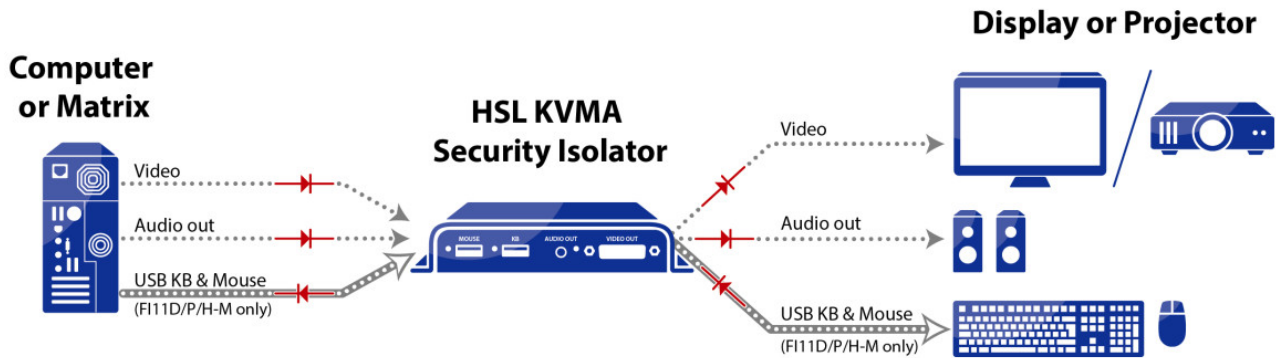 Display or Projector
Computer
or Matrix
HSL KVMA
Security Isolator
Video
Video
Audio out
Audio out
MOUSE KB AUDIO OUT VIDEO OUT
USB KB & Mouse
(FI11D/P/H-M only)
USB KB & Mouse
(FI11D/P/H-M only)